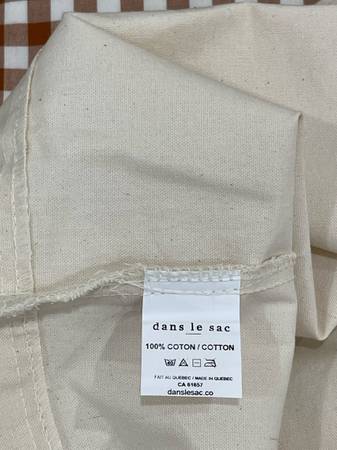 dans le sac
100% COTON / COTTON
FAIT AU QUÉBEC / MADE IN QUEBEC
CA 61657
danslesac.co